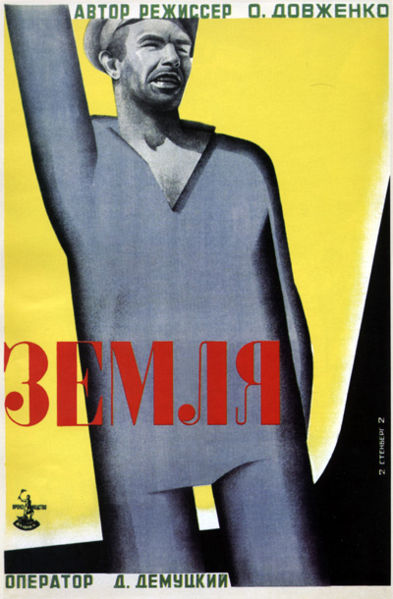 АВТОР РЕЖИССЕР О. ДОВЖЕНКО
ЗЕМЛЯ
2 СТЕНБЕРГ 2
ОПЕРАТОР Д. ДЕМУЦКИЙ